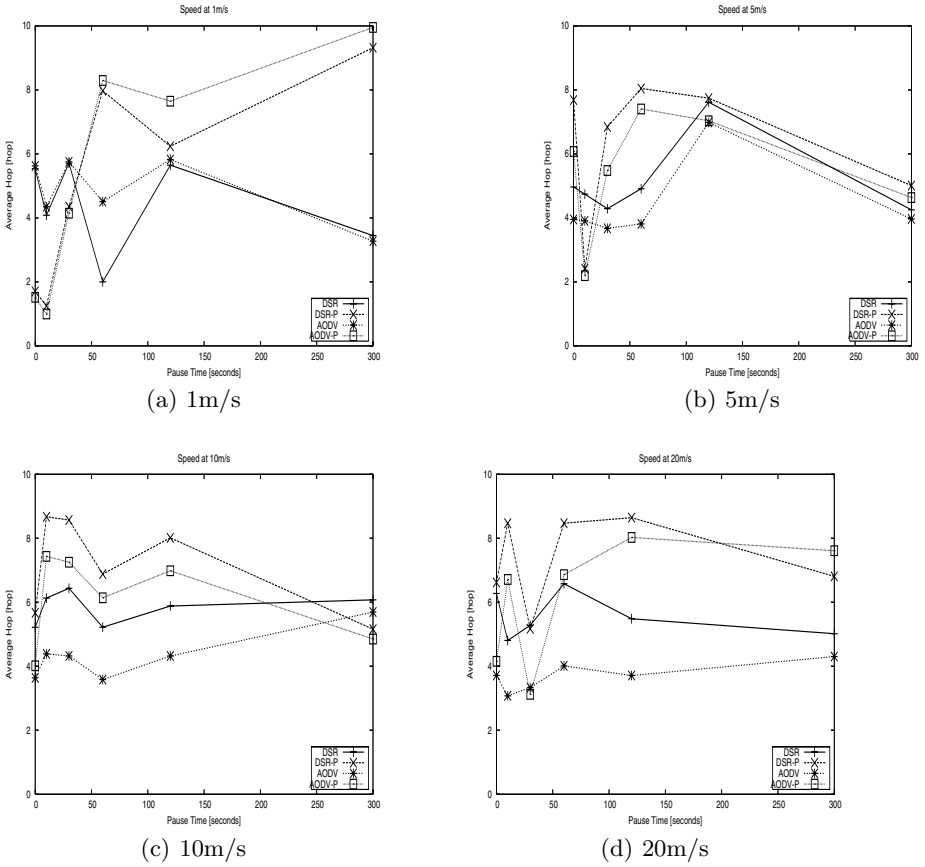 Speed at 1m/s
10
8
6
4
2
0
Average Hop [hop]
DSR
DSR-P
AODV
AODV-P
0 50 100 150 200 250 300
Pause Time [seconds]
(a) 1m/s
Speed at 5m/s
10
8
6
4
2
0
Average Hop [hop]
DSR
DSR-P
AODV
AODV-P
0 50 100 150 200 250 300
Pause Time [seconds]
(b) 5m/s
Speed at 10m/s
10
8
6
4
2
0
Average Hop [hop]
DSR
DSR-P
AODV
AODV-P
0 50 100 150 200 250 300
Pause Time [seconds]
(c) 10m/s
Speed at 20m/s
10
8
6
4
2
0
Average Hop [hop]
DSR
DSR-P
AODV
AODV-P
0 50 100 150 200 250 300
Pause Time [seconds]
(d) 20m/s